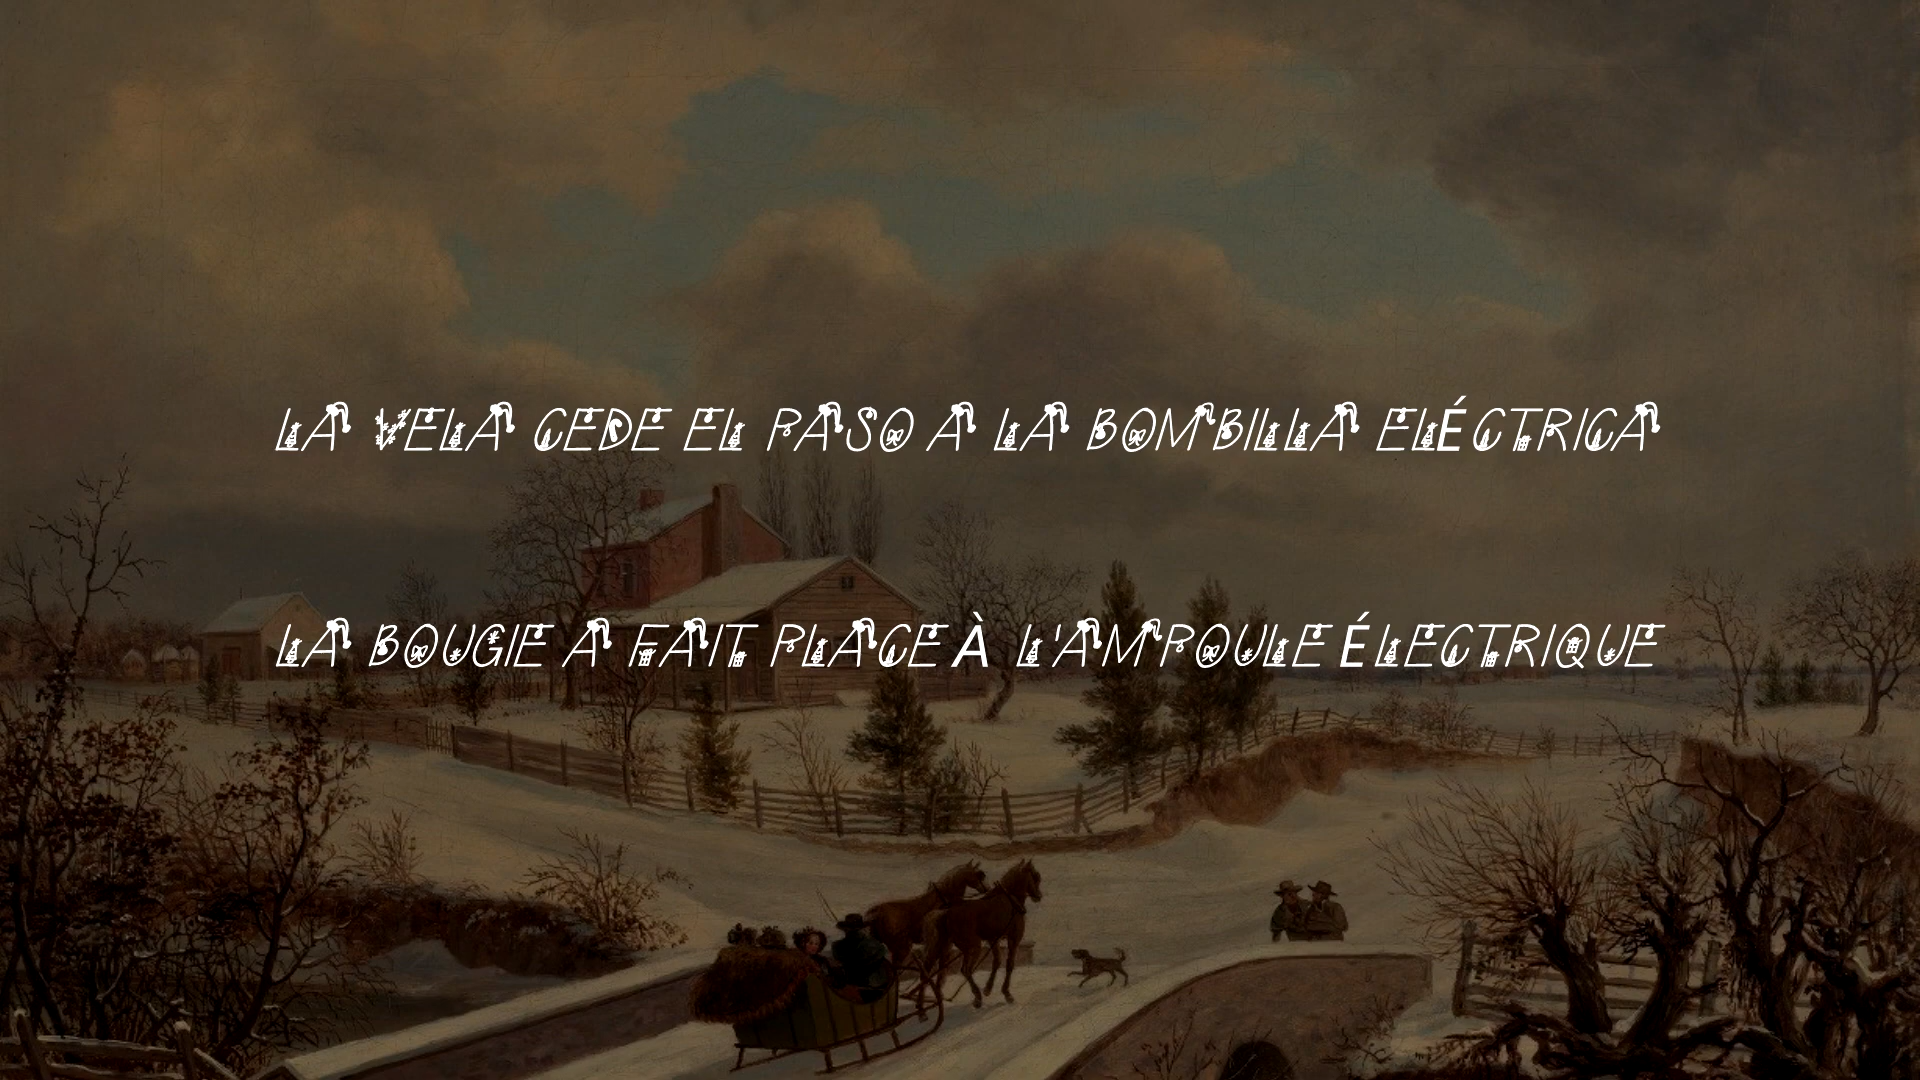 LA VELA CEDE EL PASO A LA BOMBILLA ELÉCTRICA
LA BOUGIE A FAIT PLACE À L'AMPOULE ÉLECTRIQUE